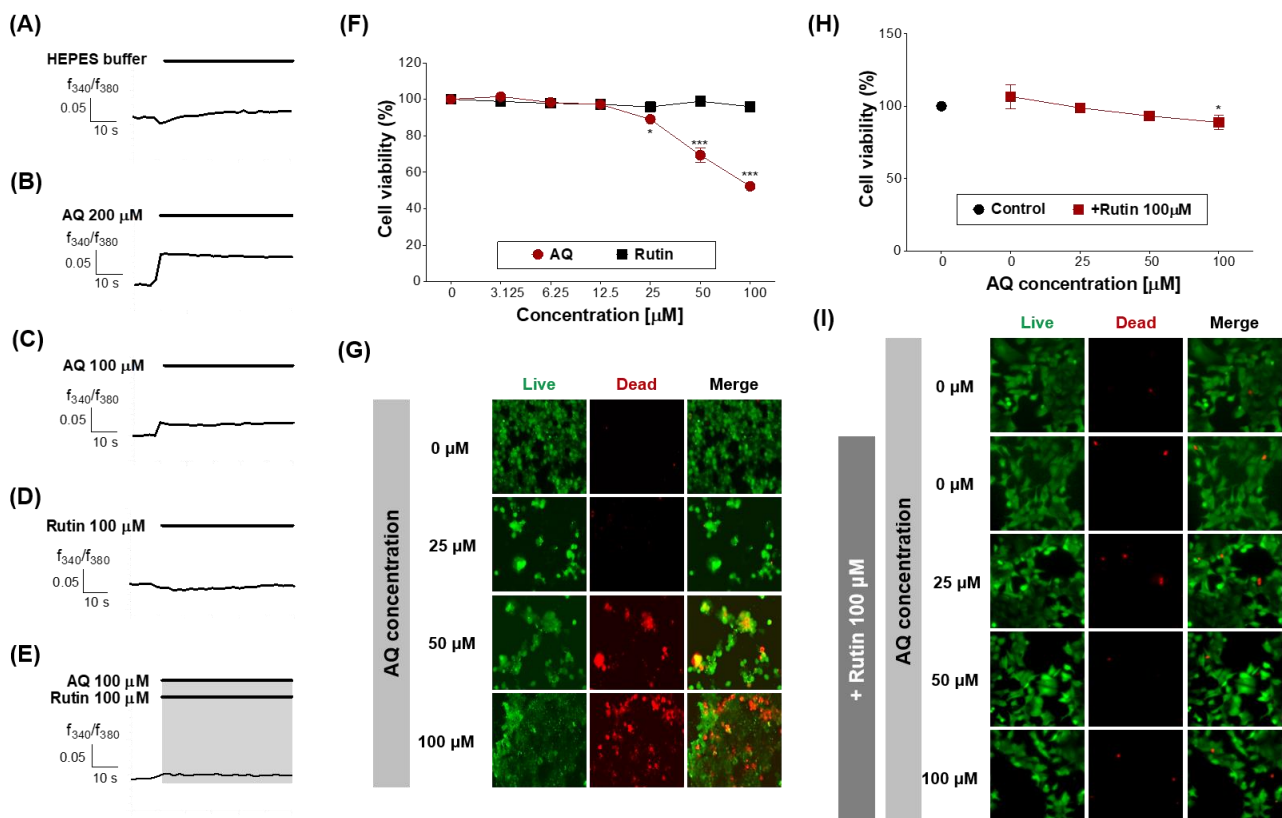 (A)
HEPES buffer
f340/f380
0.05
10 s
(B)
AQ 200 μM
f340/f380
0.05
10 s
(C)
AQ 100 μM
f340/f380
0.05
10 s
(D)
Rutin 100 μM
f340/f380
0.05
10 s
(E)
AQ 100 μM
Rutin 100 μM
f340/f380
0.05
10 s
(F)
Cell viability (%)
120
100
80
60
40
20
0
*
***
***
AQ
Rutin
0
3.125
6.25
12.5
25
50
100
Concentration [μM]
(G)
Live
Dead
Merge
AQ concentration
0 μM
25 μM
50 μM
100 μM
(H)
Cell viability (%)
150
100
50
0
*
Control
+Rutin 100μM
0
0
25
50
100
AQ concentration [μM]
(I)
Live
Dead
Merge
+ Rutin 100 μM
AQ concentration
0 μM
0 μM
25 μM
50 μM
100 μM